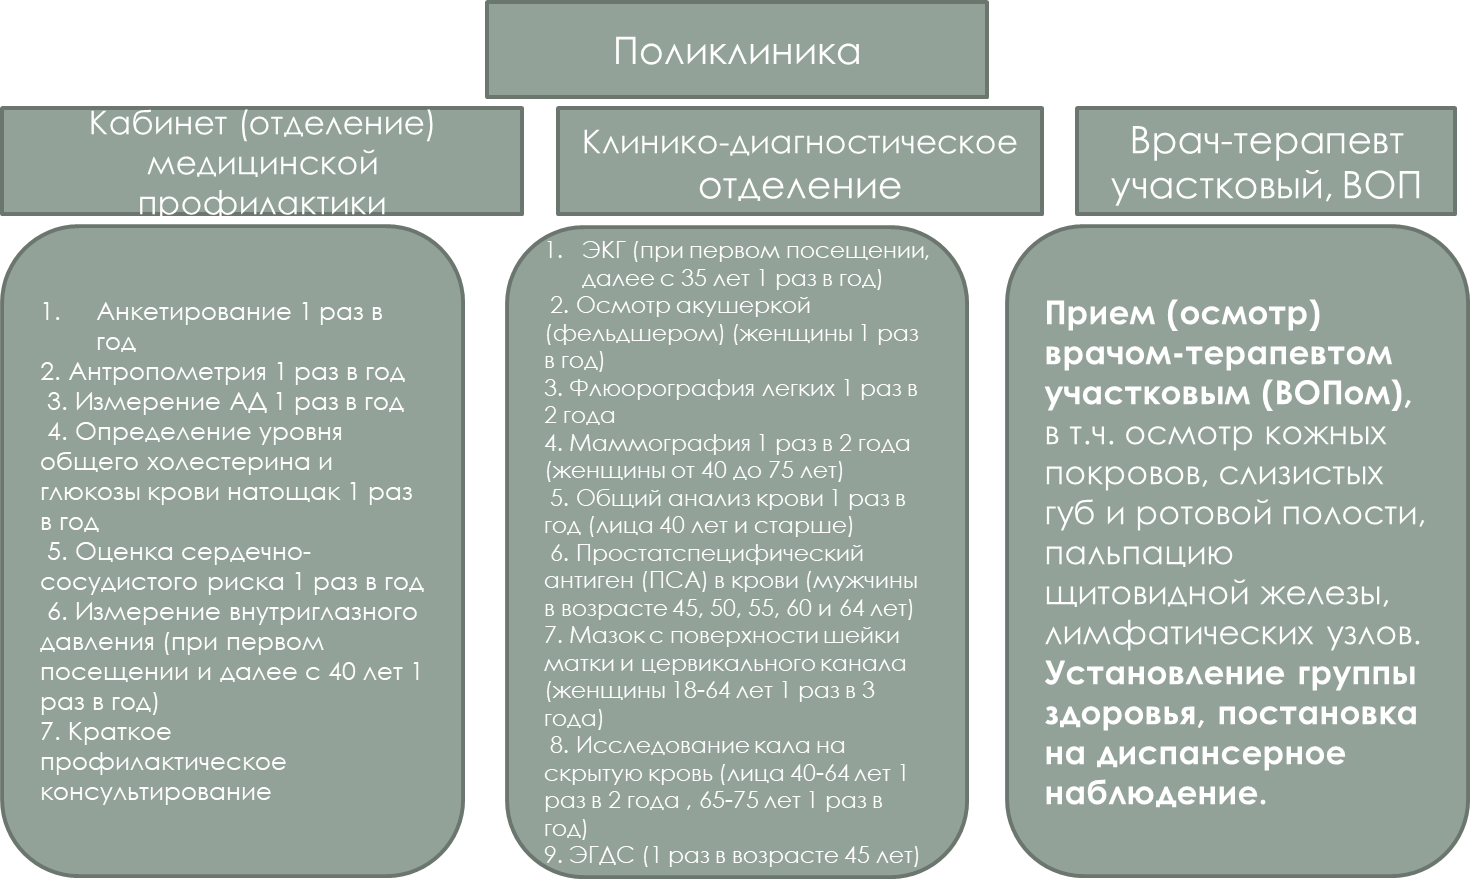 Поликлиника
Кабинет (отделение)
медицинской
профилактики
Клинико-диагностическое
отделение
Врач-терапевт
участковый, ВОП
1. Анкетирование 1 раз в
год
2. Антропометрия 1 раз в год
3. Измерение АД 1 раз в год
4. Определение уровня
общего холестерина и
глюкозы крови натощак 1 раз
в год
5. Оценка сердечно-
сосудистого риска 1 раз в год
6. Измерение внутриглазного
давления (при первом
посещении и далее с 40 лет 1
раз в год)
7. Краткое
профилактическое
консультирование
1. ЭКГ (при первом посещении,
далее с 35 лет 1 раз в год)
2. Осмотр акушеркой
(фельдшером) (женщины 1 раз
в год)
3. Флюорография легких 1 раз в
2 года
4. Маммография 1 раз в 2 года
(женщины от 40 до 75 лет)
5. Общий анализ крови 1 раз в
год (лица 40 лет и старше)
6. Простатспецифический
антиген (ПСА) в крови (мужчины
в возрасте 45, 50, 55, 60 и 64 лет)
7. Мазок с поверхности шейки
матки и цервикального канала
(женщины 18-64 лет 1 раз в 3
года)
8. Исследование кала на
скрытую кровь (лица 40-64 лет 1
раз в 2 года , 65-75 лет 1 раз в
год)
9. ЭГДС (1 раз в возрасте 45 лет)
Прием (осмотр)
врачом-терапевтом
участковым (ВОПом),
в т.ч. осмотр кожных
покровов, слизистых
губ и ротовой полости,
пальпацию
щитовидной железы,
лимфатических узлов.
Установление группы
здоровья, постановка
на диспансерное
наблюдение.